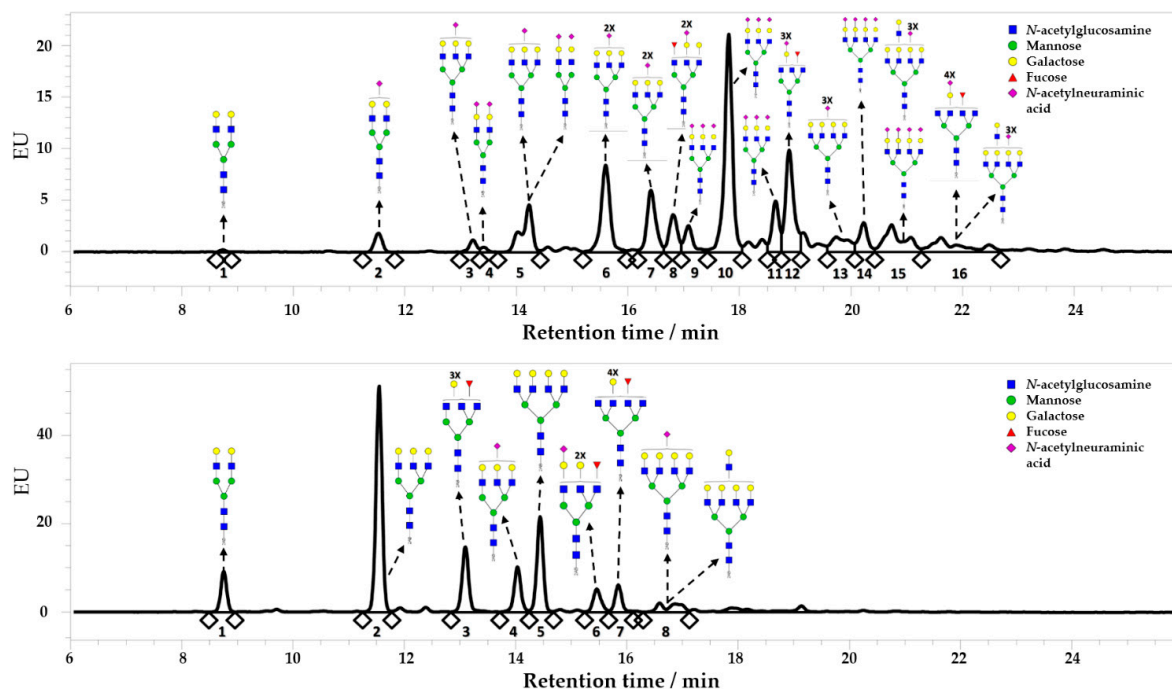 20
15
10
5
0
EU
2X
2X
2X
3X
3X
3X
4X
3X
N-acetylglucosamine
Mannose
Galactose
Fucose
N-acetylneuraminic
acid
1 2 3 4 5 6 7 8 9 10 11 12 13 14 15 16
6 8 10 12 14 16 18 20 22 24
Retention time / min
40
20
0
EU
3X
2X
4X
N-acetylglucosamine
Mannose
Galactose
Fucose
N-acetylneuraminic
acid
1 2 3 4 5 6 7 8
6 8 10 12 14 16 18 20 22 24
Retention time / min